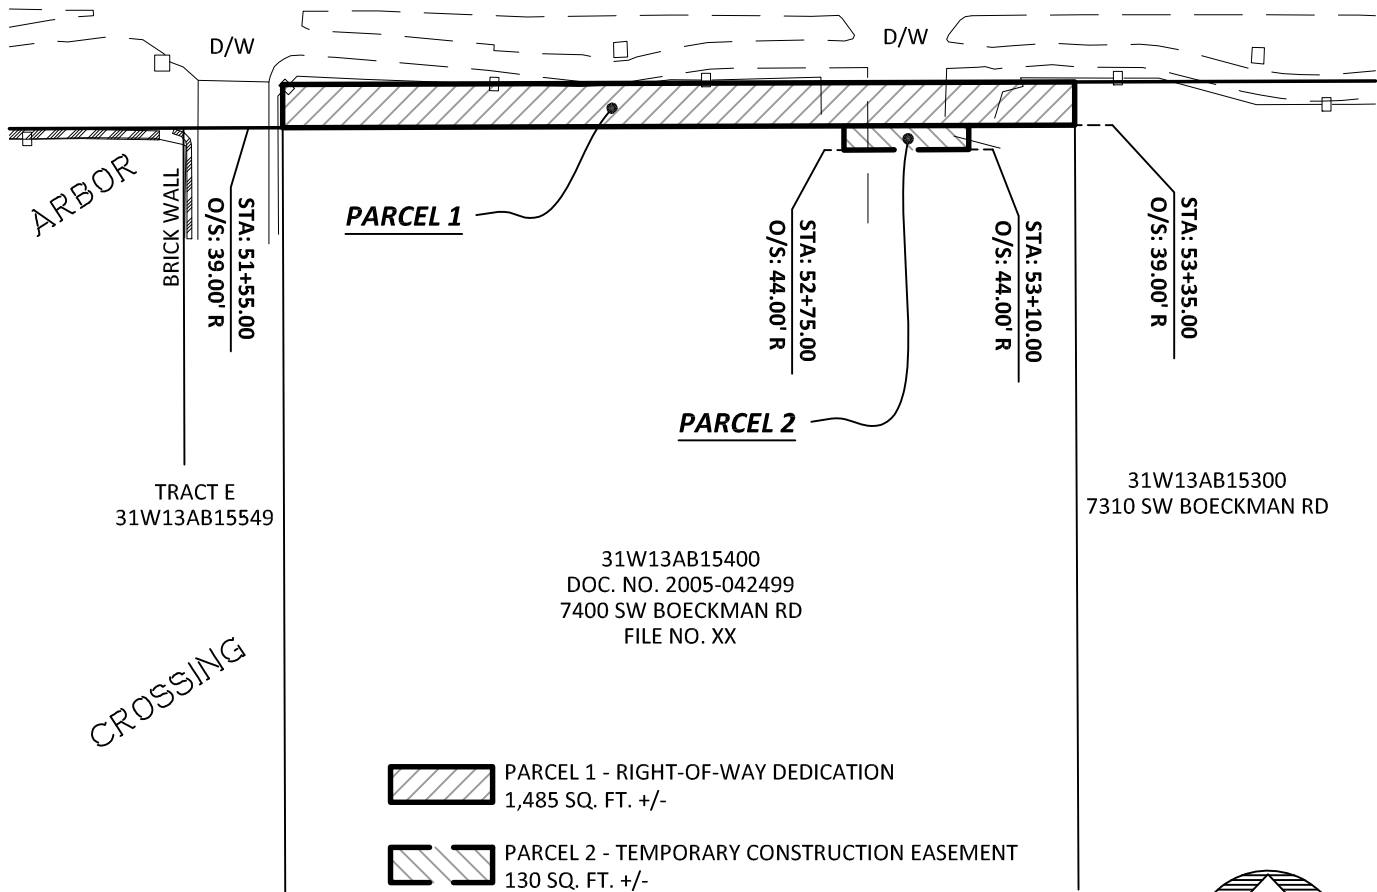 D/W
D/W
ARBOR
BRICK WALL
STA: 51+55.00
O/S: 39.00' R
PARCEL 1
STA: 52+75.00
O/S: 44.00' R
STA: 53+10.00
O/S: 44.00' R
STA: 53+35.00
O/S: 39.00' R
PARCEL 2
TRACT E
31W13AB15549
31W13AB15300
7310 SW BOECKMAN RD
31W13AB15400
DOC. NO. 2005-042499
7400 SW BOECKMAN RD
FILE NO. XX
CROSSING
PARCEL 1 - RIGHT-OF-WAY DEDICATION
1,485 SQ. FT. +/-
PARCEL 2 - TEMPORARY CONSTRUCTION EASEMENT
130 SQ. FT. +/-